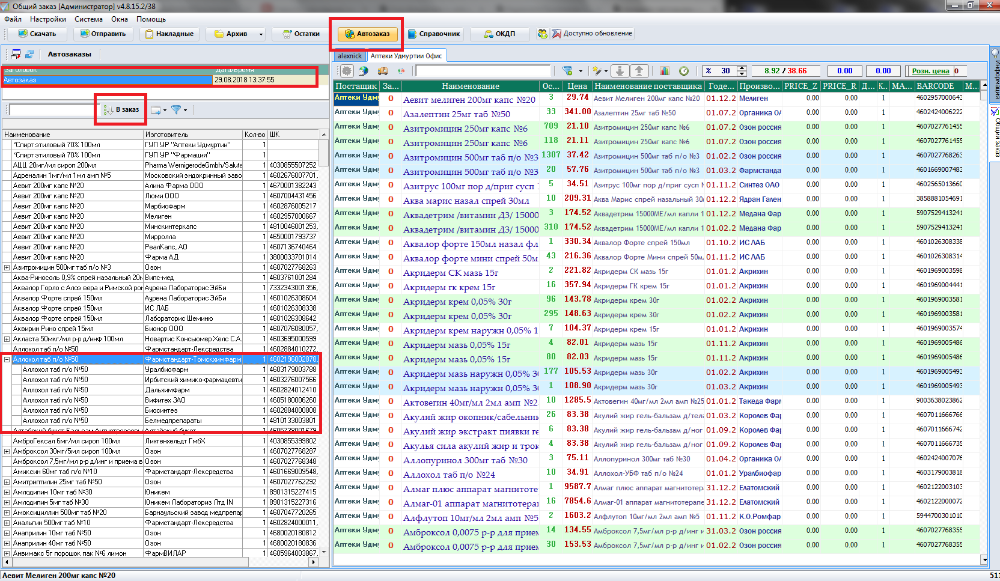 Общий заказ [Администратор] v4.8.15.2/38
Файл Настройки Система Окна Помощь
Скачать Отправить Накладные Архив Остатки Автозаказ Справочник ОКДП Доступно обновление
Автозаказы
Заголовок Дата/Время
Автозаказ 29.08.2018 13:37:55
В заказ
Наименование Изготовитель Кол-во ШК
*Спирт этиловый 70% 100мл ГУП УР "Аптеки Удмуртии" 1
*Спирт этиловый 70% 100мл ГУП УР "Фармация" 1
АЦЦ 20мг/мл сироп 200мл Pharma WernigerodeGmbh/Saluta 1 4030855507252
Адреналин 1мг/мл 1мл амп №5 Московский эндокринный заво 1 4602676007701,
Аевит 200мг капс №20 Алина Фарма ООО 1 4670001382243
Аевит 200мг капс №20 Люми ООО 1 4607004431456
Аевит 200мг капс №20 Марбиофарм 1 4602876005217
Аевит 200мг капс №20 Мелиген 1 4602957000667
Аевит 200мг капс №20 Минскинтеркапс 1 4810046001253,
Аевит 200мг капс №20 Мирролла 1 4650001793737
Аевит 200мг капс №20 РеалКапс, АО 1 4607136740464
Аевит 200мг капс №20 Фарма АД 1 3800033701014
Азитромицин 500мг таб п/о №3 Озон 1 4607027768263
Аква-Риносоль 0,9% спрей назальный 20м Випс-мед 1 4603761001284
Аквалор Горло с Алоэ вера и Римской ром Аурена Лабораторис ЭйБи 1 7332343001356,
Аквалор Форте спрей 150мл Аурена Лабораторис ЭйБи 1 4601026308604
Аквалор Форте спрей 150мл ИС ЛАБ 1 4601026308338
Аквалор Форте спрей 150мл Лабораторис Шеминю 1 4601026308642
Аквирин Рино спрей 15мл Бионор ООО 1 4607076080057,
Акласта 50мкг/мл р-р д/инф 100мл Новартис Консьюмер Хелс С.А. 1 4603695000599
Аллохол таб п/о №50 Фармстандарт-Лексредства 1 4602884010272,
Аллохол таб п/о №50 Фармстандарт-Томскхимфарм 1 4602196002878,
Аллохол таб п/о №50 Уралбиофарм 1 4603179003788
Аллохол таб п/о №50 Ирбитский химико-фармацевти 1 4603276007566
Аллохол таб п/о №50 Дальхимфарм 1 4602824012410
Аллохол таб п/о №50 Вифитех ЗАО 1 4605180006260
Аллохол таб п/о №50 Биосинтез 1 4602884000808
Аллохол таб п/о №50 Белмедпрепараты 1 4810133003801
АмброГексал 6мг/мл сироп 100мл Лихтенхельдт ГмбХ 1 4030855399802
Амброксол 30мг/5мл сироп 100мл Озон 1 4607027768287
Амброксол 7,5мг/мл р-р д/инг и приема в Озон 1 4607027768348
Амиксин 60мг таб п/о №10 Фармстандарт-Лексредства 1 4601669009548,
Амитриптилин 25мг таб №50 Озон 1 4607027762292
Амлодипин 10мг таб №30 Юникем 1 8901315227415
Амлодипин 5мг таб №30 Юникем Лабораториз Лтд IN 1 8901315227316
Амоксициллин 500мг таб №20 Барнаульский завод медпрепар 1 4607047720265
Анальгин 500мг таб №10 Фармстандарт-Лексредства 1 4602824000011,
Анаприлин 10мг таб №50 Озон 1 4680020180812
Анаприлин 40мг таб №50 Озон 1 4680020180836
Анвимакс 5г порошок пак №6 лимон ФармВИЛАР 1 4605964003867,
alexnick Аптеки Удмуртии Офис
% 30 8.92 / 38.66 0.00 0.00 Розн. цена 0
Постащик За... Наименование Ос... Цена Наименование поставщика Годе... Произво... PRICE_Z PRICE_R Д... К.. МА... BARCODE М...
Аптеки Удм 0 Аевит мелиген 200мг капс №20 3 29.74 Аевит Мелиген 200мг капс №20 01.12.2 Мелиген 0.00 0.00 1 4602957000643
Аптеки Удм 0 Азалептин 25мг таб №50 33 341.00 Азалептин 25мг таб №50 01.07.2 Органика ОА 0.00 0.00 1 4602424006222
Аптеки Удм 0 Азитромицин 250мг капс №6 709 21.10 Азитромицин 250мг капс №6 01.07.2 Озон россия 0.00 0.00 1 4607027761455
Аптеки Удм 0 Азитромицин 250мг капс №6 118 21.11 Азитромицин 250мг капс №6 01.07.2 Озон россия 0.00 0.00 1 4607027761455
Аптеки Удм 0 Азитромицин 500мг таб п/о №3 1307 37.42 Азитромицин 500мг таб п/о №3 01.02.2 Озон россия 0.00 0.00 1 4607027768263
Аптеки Удм 0 Азитромицин 500мг таб п/о №3 20 57.76 Азитромицин 500мг таб п/о №3 01.03.2 Фармстанда 0.00 0.00 1 4601669007483
Аптеки Удм 0 Азитрус 100мг пор д/приг сусп 5 34.51 Азитрус 100мг пор д/приг сусп 01.11.2 Синтез ОАО 0.00 0.00 1 4602565013660
Аптеки Удм 0 Аква марис назал спрей 30мл 10 209.31 Аква Марис спрей назальный 30 01.12.2 Ядран Гален 0.00 0.00 1 3858881054691
Аптеки Удм 0 Аквадетрим /витамин Д3/ 15000 3 174.52 Аквадетрим 15000МЕ/мл капли 1 01.12.2 Медана Фар 0.00 0.00 1 5907529413241
Аптеки Удм 0 Аквадетрим /витамин Д3/ 15000 310 174.52 Аквадетрим 15000МЕ/мл капли 1 01.02.2 Медана Фар 0.00 0.00 1 5907529413241
Аптеки Удм 0 Аквалор форте 150мл назал фл 1 330.34 Аквалор Форте спрей 150мл 01.10.2 ИС ЛАБ 0.00 0.00 1 4601026308338
Аптеки Удм 0 Аквалор форте мини спрей 50м 43 216.36 Аквалор Форте Мини спрей 50м 01.11.2 ИС ЛАБ 0.00 0.00 1 4601026308314
Аптеки Удм 0 Акридерм СК мазь 15г 2 221.82 Акридерм СК мазь 15г 01.01.2 Акрихин 0.00 0.00 1 4601969003598
Аптеки Удм 0 Акридерм гк крем 15г 16 357.94 Акридерм ГК крем 15г 01.01.2 Акрихин 0.00 0.00 1 4601969004441
Аптеки Удм 0 Акридерм крем 0,05% 30г 96 143.78 Акридерм крем 30г 01.02.2 Акрихин 0.00 0.00 1 4601969003581
Аптеки Удм 0 Акридерм крем 0,05% 30г 295 148.63 Акридерм крем 30г 01.02.2 Акрихин 0.00 0.00 1 4601969003581
Аптеки Удм 0 Акридерм крем наружн 0,05% 1 7 104.37 Акридерм крем 15г 01.01.2 Акрихин 0.00 0.00 1 4601969003574
Аптеки Удм 0 Акридерм мазь 0,05% 15г 4 82.01 Акридерм мазь 15г 01.11.2 Акрихин 0.00 0.00 1 4601969005486
Аптеки Удм 0 Акридерм мазь 0,05% 15г 80 82.03 Акридерм мазь 15г 01.11.2 Акрихин 0.00 0.00 1 4601969005486
Аптеки Удм 0 Акридерм мазь наружн 0,05% 30 177 105.53 Акридерм мазь 30г 01.02.2 Акрихин 0.00 0.00 1 4601969005493
Аптеки Удм 0 Акридерм мазь наружн 0,05% 30 1 108.90 Акридерм мазь 30г 01.03.2 Акрихин 0.00 0.00 1 4601969005493
Аптеки Удм 0 Актовегин 40мг/мл 2мл амп №2 10 1285.5 Актовегин 40мг/мл 2мл амп №25 01.01.2 Такеда Фарм 0.00 0.00 1 9003638023862
Аптеки Удм 0 Акулий жир окопник/сабельник 26 83.38 Акулий жир гель-бальзам д/тела 01.03.2 Королев Фар 0.00 0.00 1 4607011666766
Аптеки Удм 0 Акулий жир экстракт пиявки ге 6 83.38 Акулий жир гель-бальзам д/ног 01.09.2 Королев Фар 0.00 0.00 1 4607011666742
Аптеки Удм 0 Акулья сила акулий жир и трок 4 83.38 Акулий жир гель-бальзам д/ног 01.09.2 Королев Фар 0.00 0.00 1 4607011666735
Аптеки Удм 0 Аллопуринол 300мг таб №30 3 75.11 Аллопуринол 300мг таб №30 01.04.2 Органика ОА 0.00 0.00 1 4602424007076
Аптеки Удм 0 Аллохол таб п/о №24 10 34.91 Аллохол-УБФ таб п/о №24 01.01.2 Уралбиофар 0.00 0.00 1 4603179003818
Аптеки Удм 0 Алмаг плюс аппарат магнитоте 1 9587.7 Алмаг плюс аппарат магнитотера 31.12.2 Елатомский 0.00 0.00 1 4602122003103
Аптеки Удм 0 Алмаг-01 аппарат магнитотерап 16 7854.6 Алмаг-01 аппарат магнитотерапе 31.12.2 Елатомский 0.00 0.00 1 4602122000072
Аптеки Удм 0 Алфлутоп 10мг/мл 2мл амп №5 2 1603.2 Алфлутоп 10мг/мл 2мл амп №5 01.11.2 К.О.Ромфар 0.00 0.00 1 5944700301010
Аптеки Удм 0 Амброксол 0,0075 р-р для прием 14 134.55 Амброксол 7,5мг/мл р-р д/инг и 31.03.2 Озон россия 0.00 0.00 1 4607027768355
Аптеки Удм 0 Амброксол 0,0075 р-р для прием 30 153.53 Амброксол 7,5мг/мл р-р д/инг и 01.02.2 Озон россия 0.00 0.00 1 4607027768355
Информация
Общий заказ
Аевит Мелиген 200мг капс №20 511